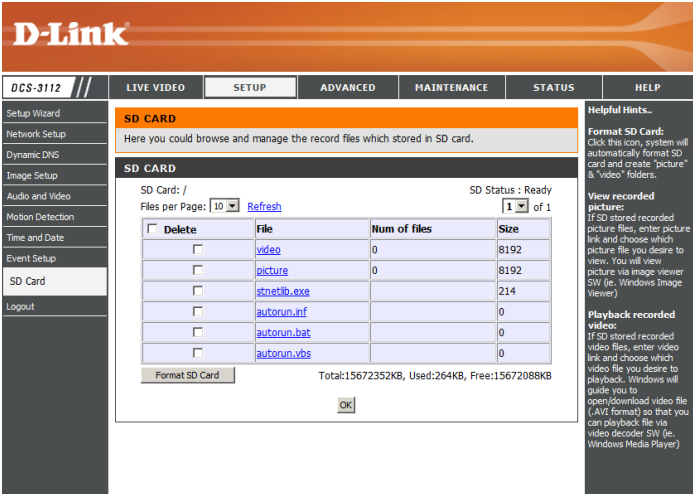 D-Link
DCS-3112
LIVE VIDEO
SETUP
ADVANCED
MAINTENANCE
STATUS
HELP
Setup Wizard
Network Setup
Dynamic DNS
Image Setup
Audio and Video
Motion Detection
Time and Date
Event Setup
SD Card
Logout
SD CARD
Here you could browse and manage the record files which stored in SD card.
SD CARD
SD Card: / SD Status : Ready
Files per Page: 10 Refresh 1 of 1
Delete File Num of files Size
video 0 8192
picture 0 8192
stnetlib.exe 214
autorun.inf 0
autorun.bat 0
autorun.vbs 0
Format SD Card Total:15672352KB, Used:264KB, Free:15672088KB
OK
Helpful Hints..
Format SD Card:
Click this icon, system will
automatically format SD
card and create "picture"
& "video" folders.
View recorded
picture:
If SD stored recorded
picture files, enter picture
link and choose which
picture file you desire to
view. You will view
picture via image viewer
SW (ie. Windows Image
Viewer)
Playback recorded
video:
If SD stored recorded
video files, enter video
link and choose which
video file you desire to
playback. Windows will
guide you to
open/download video file
(.AVI format) so that you
can playback file via
video decoder SW (ie.
Windows Media Player)